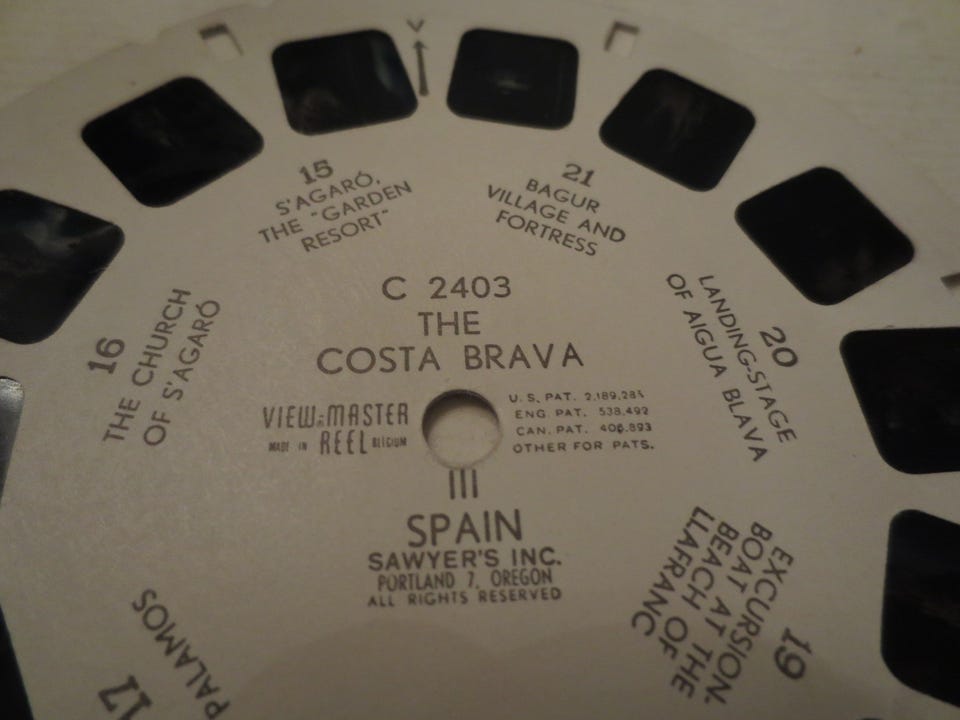 15
S'AGARÓ,
THE "GARDEN
RESORT"
21
BAGUR
VILLAGE AND
FORTRESS
C 2403
THE
COSTA BRAVA
16
THE CHURCH
OF S'AGARÓ
20
LANDING-STAGE
OF AIGUA BLAVA
VIEW-MASTER
MADE IN REEL BELGIUM
U.S. PAT. 2,189,285
ENG. PAT. 538,492
CAN. PAT. 406,893
OTHER FOR PATS.
III
SPAIN
SAWYER'S INC.
PORTLAND 7, OREGON
ALL RIGHTS RESERVED
17
PALAMOS
19
EXCURSION.
BOAT AT THE
BEACH OF
LLAFRANC